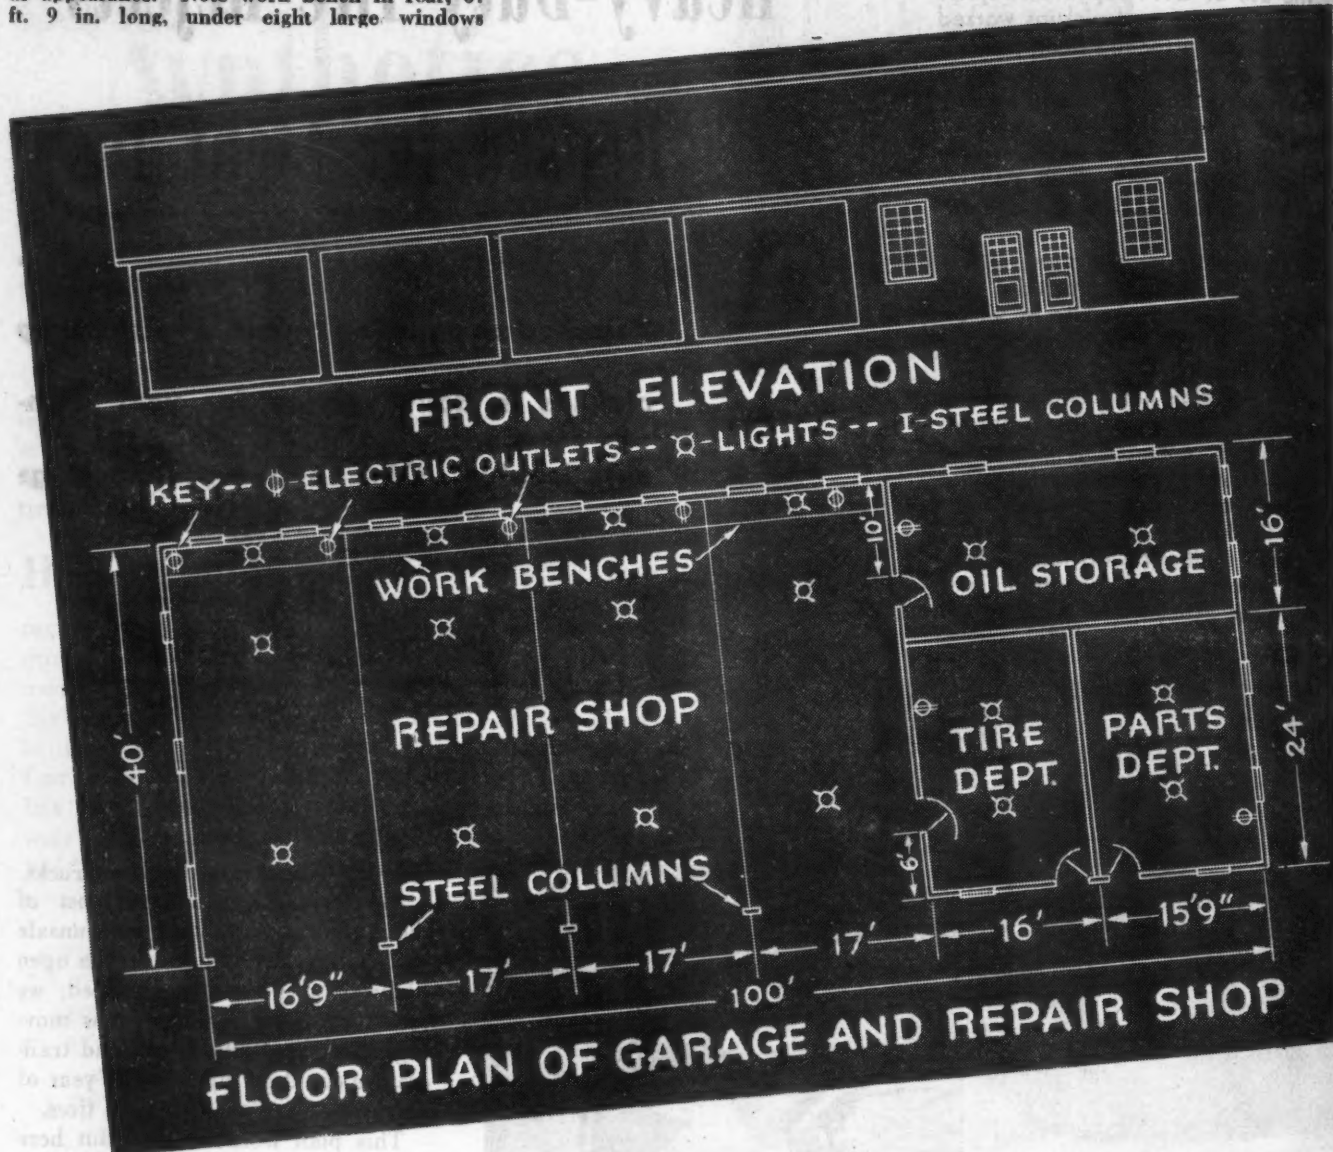 ft. 9 in. long, under eight large windows
FRONT ELEVATION
KEY-- -ELECTRIC OUTLETS-- -LIGHTS-- I-STEEL COLUMNS
WORK BENCHES
10'
OIL STORAGE
16'
40'
REPAIR SHOP
TIRE
DEPT.
PARTS
DEPT.
24'
STEEL COLUMNS
6'
16'9"
17'
17'
17'
16'
15'9"
100'
FLOOR PLAN OF GARAGE AND REPAIR SHOP